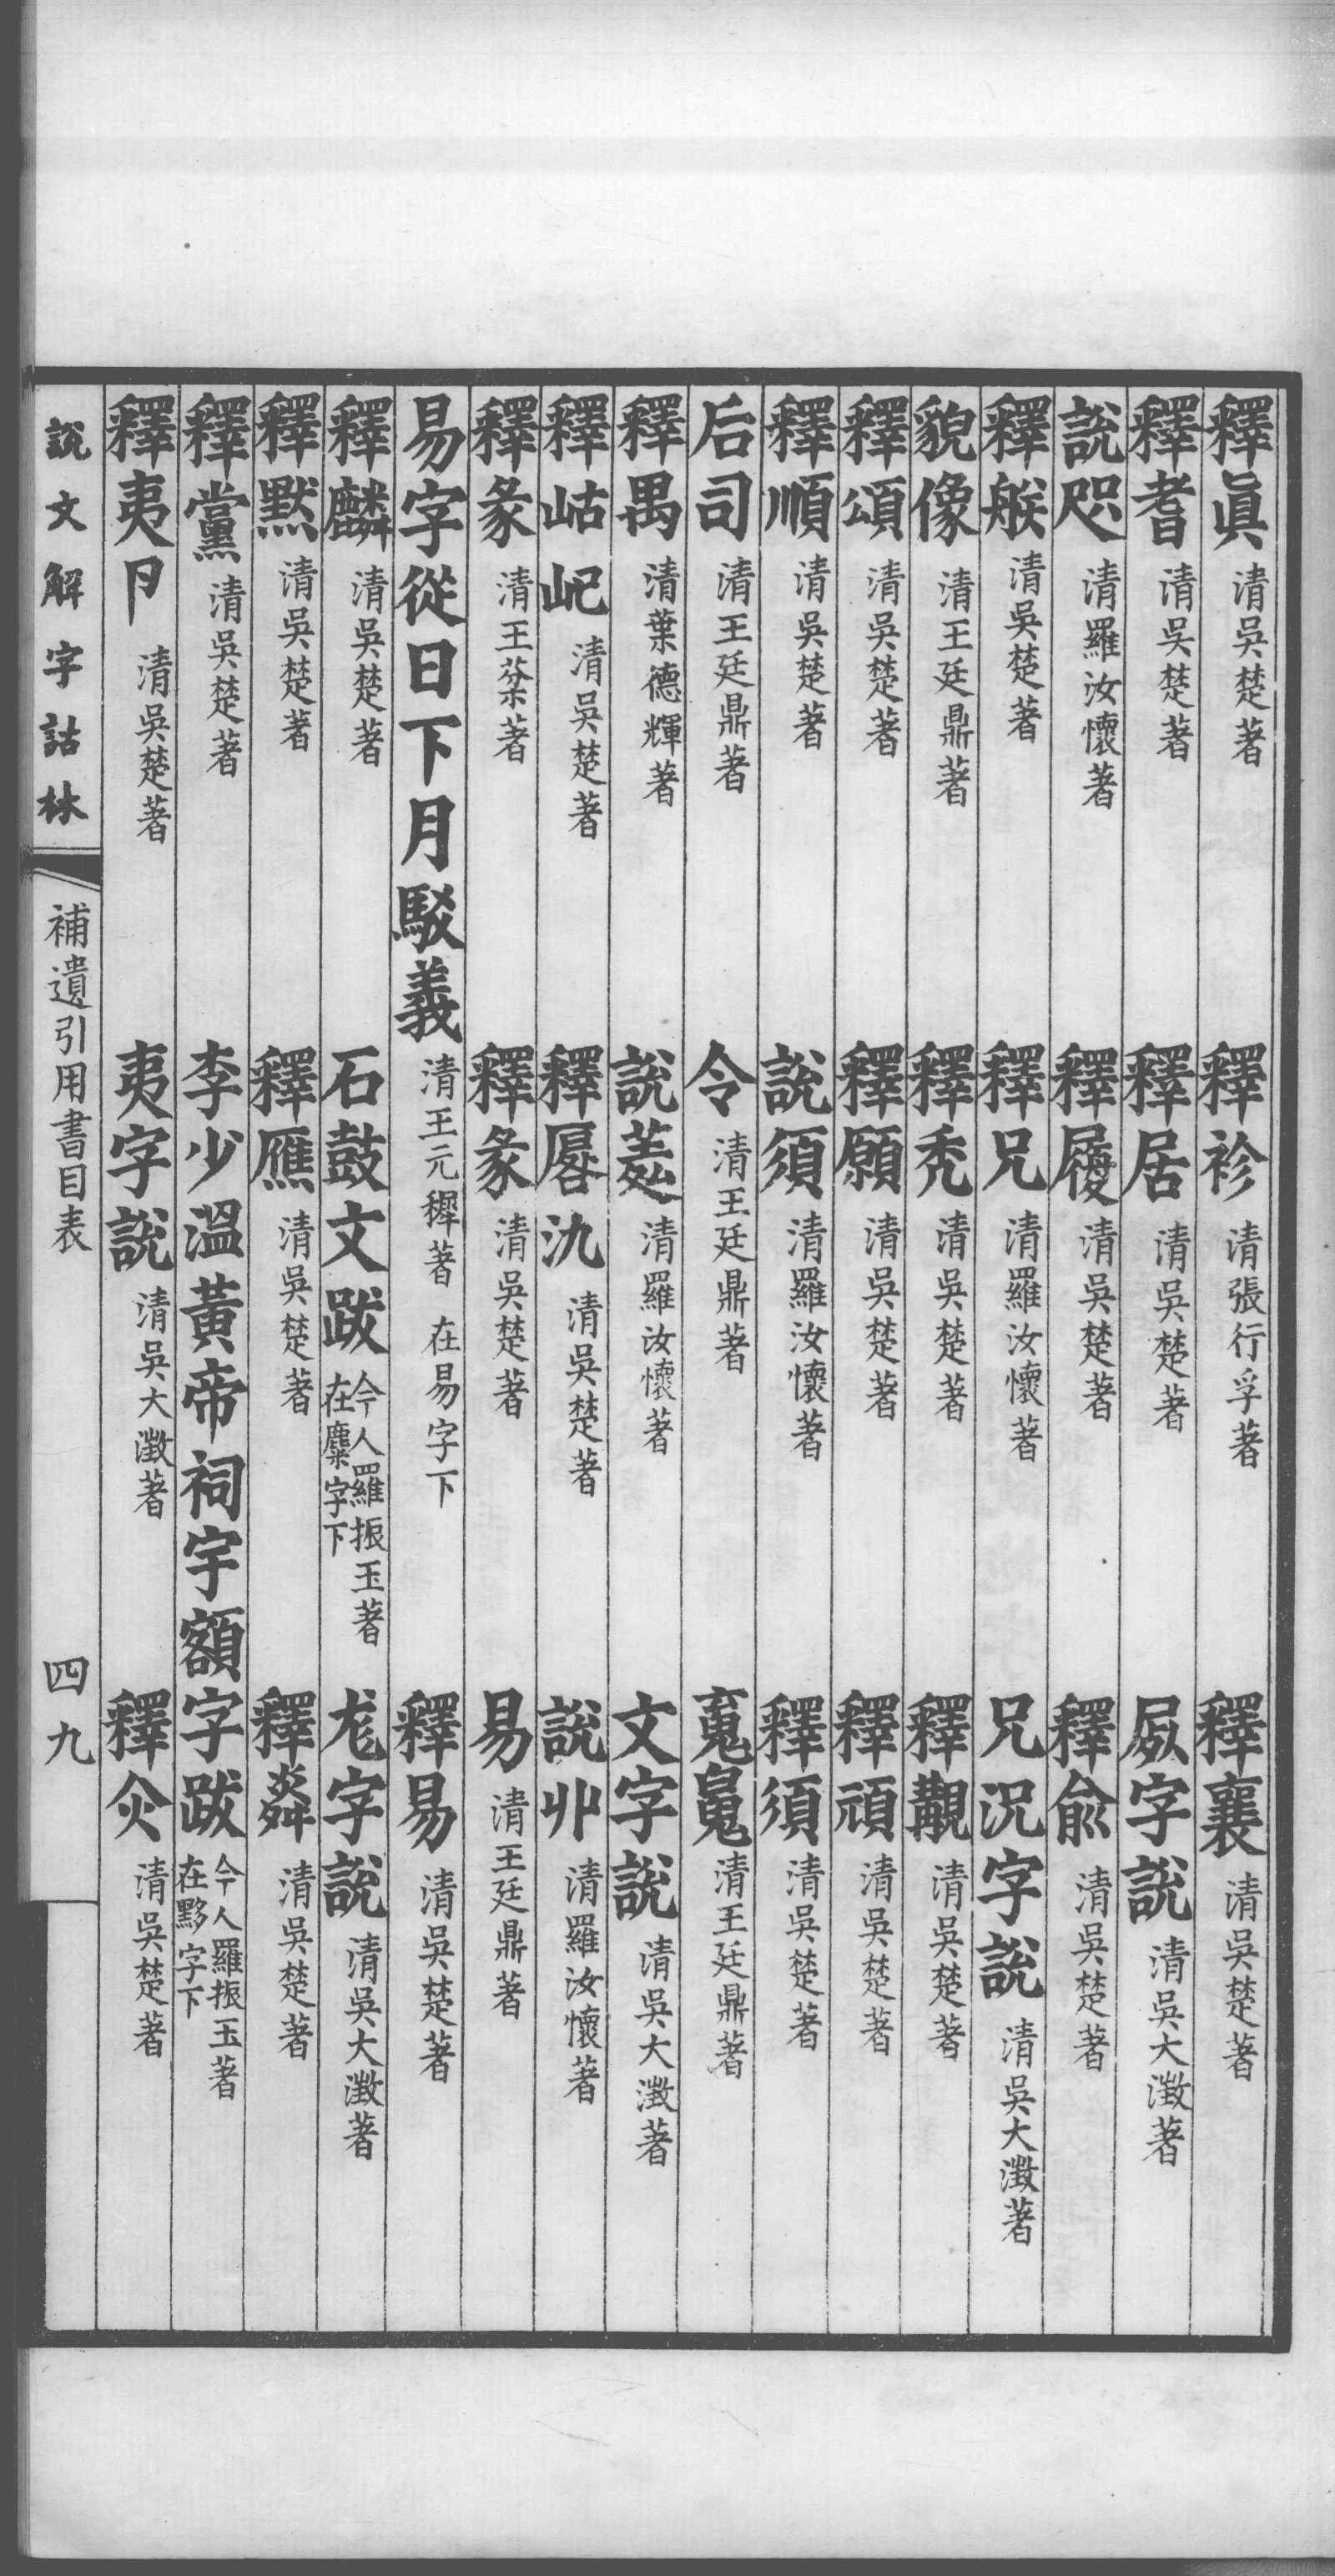 釋眞 清吳楚著 釋袗 清張行孚著 釋襄 清吳楚著
釋耆 清吳楚著 釋居 清吳楚著 㞕字說 清吳大澂著
說咫 清羅汝懷著 釋履 清吳楚著 釋兪 清吳楚著
釋 清吳楚著 釋兄 清羅汝懷著 兄況字說 清吳大澂著
貌像 清王廷鼎著 釋秃 清吳楚著 釋覯 清吳楚著
釋頌 清吳楚著 釋願 清吳楚著 釋頑 清吳楚著
釋順 清吳楚著 說須 清羅汝懷著 釋須 清吳楚著
后司 清王廷鼎著 令 清王廷鼎著 清王廷鼎著
釋禺 清葉德輝著 說 清羅汝懷著 文字說 清吳大澂著
釋岵屺 清吳楚著 釋厬氿 清吳楚著 說丱 清羅汝懷著
釋彖 清王棻著 釋彖 清吳楚著 易 清王廷鼎著
易字從日下月駁義 清王元穉著 在易字下 釋易 清吳楚著
釋麟 清吳楚著 石鼓文跋 今人羅振玉著 在麋字下 尨字說 清吳大澂著
釋默 清吳楚著 釋應 清吳楚著 釋粦 清吳楚著
釋黨 清吳楚著 李少溫黃帝祠宇額字跋 今人羅振玉著 在黟字下
釋夷 清吳楚著 夷字說 清吳大澂著 釋 清吳楚著
說文解字詁林 補遺引用書目表 四九